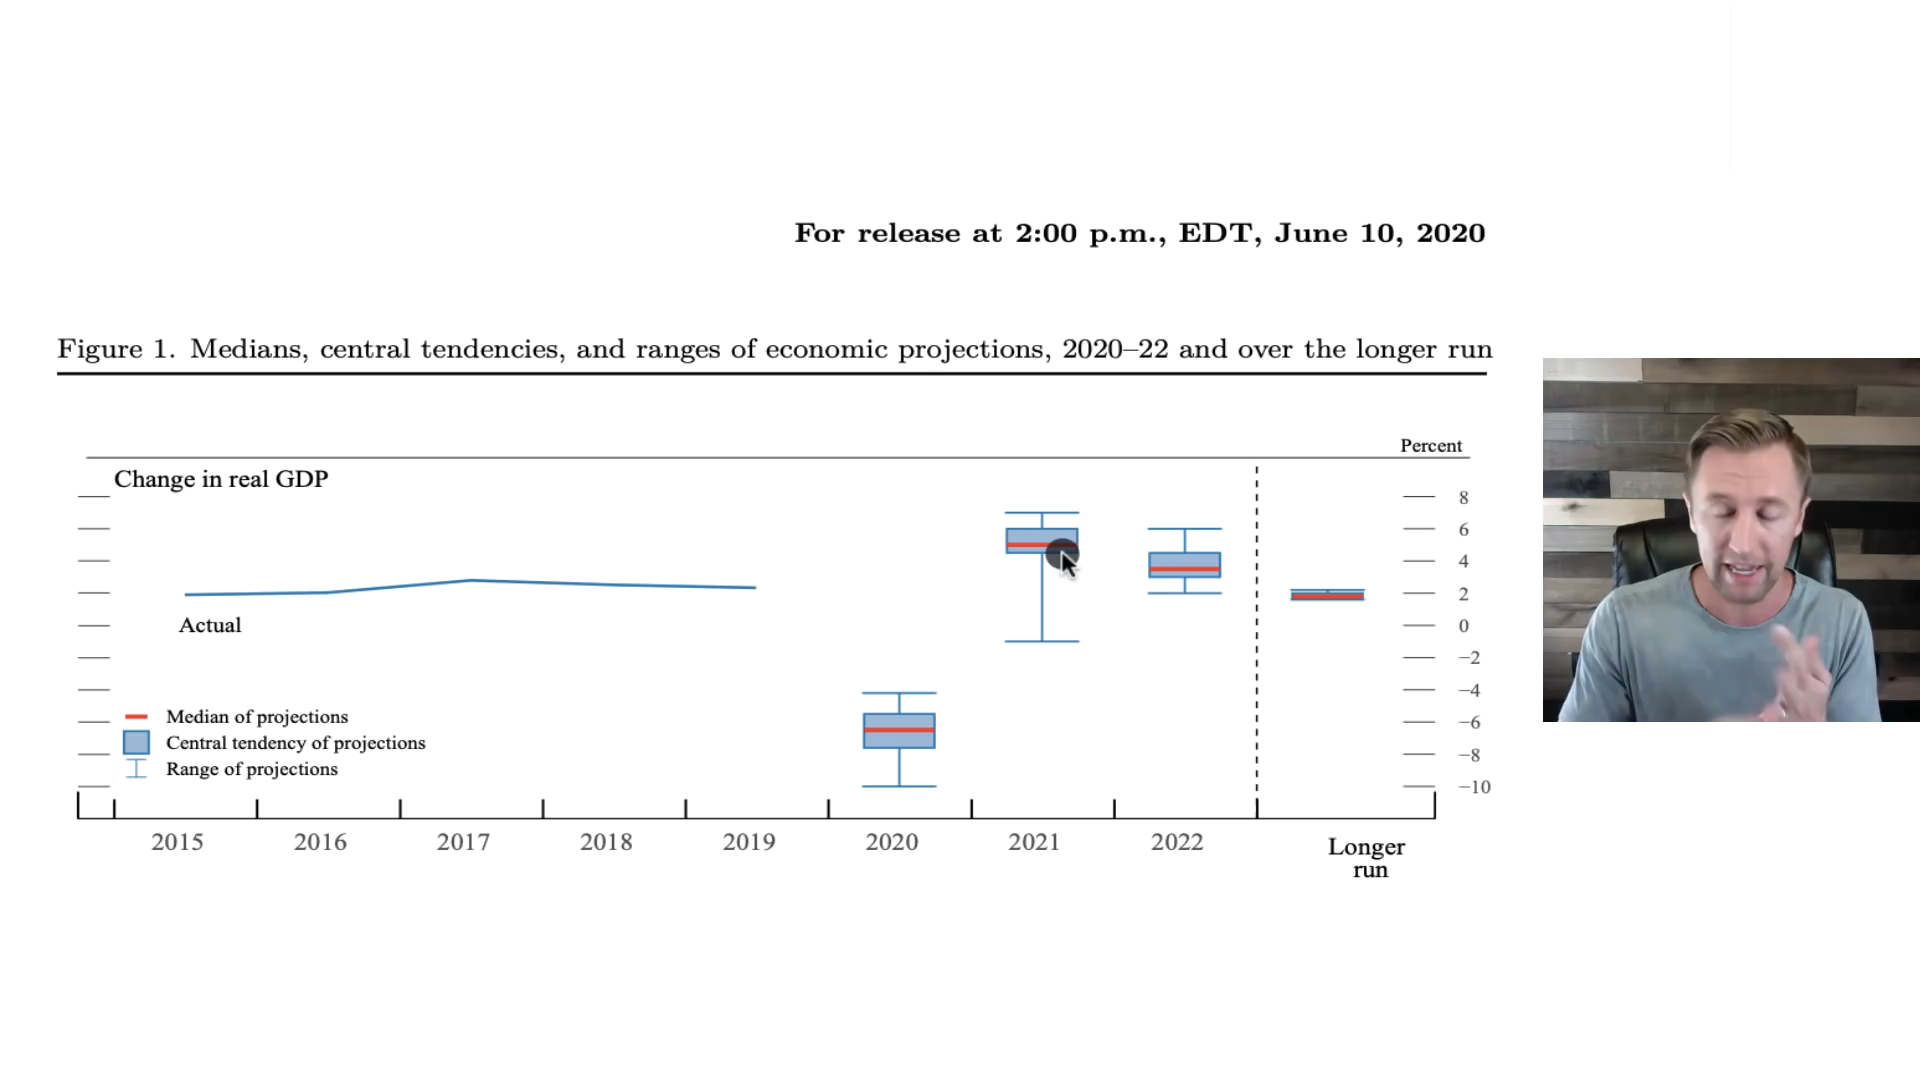 For release at 2:00 p.m., EDT, June 10, 2020
Figure 1. Medians, central tendencies, and ranges of economic projections, 2020–22 and over the longer run
Percent
Change in real GDP
8
6
4
2
0
−2
−4
−6
−8
−10
Actual
Median of projections
Central tendency of projections
Range of projections
2015 2016 2017 2018 2019 2020 2021 2022 Longer
run